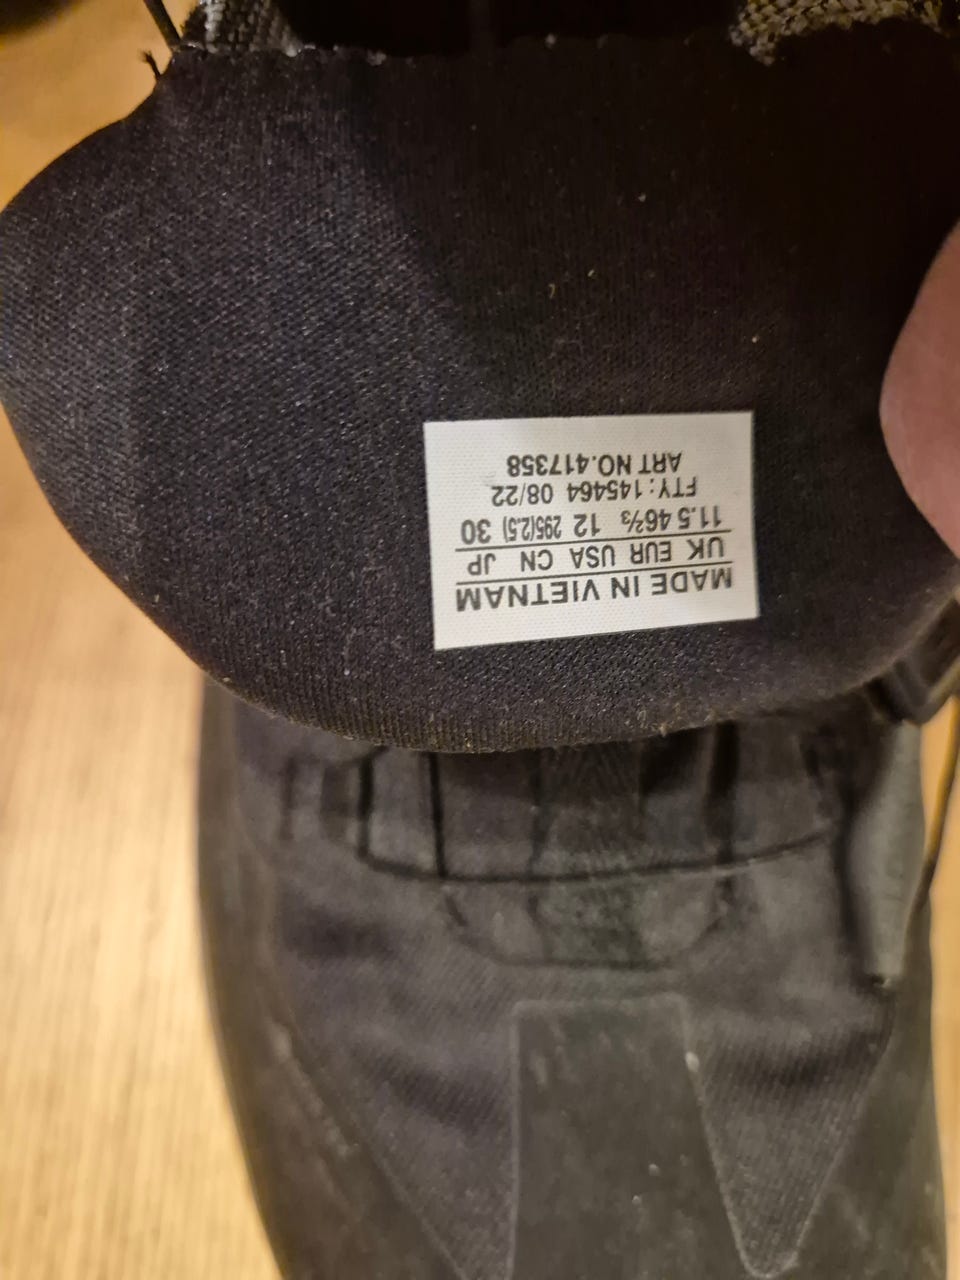 MADE IN VIETNAM
UK EUR USA CN JP
11.5 46⅔ 12 295(2.5) 30
FTY: 145464 08/22
ART NO.417358